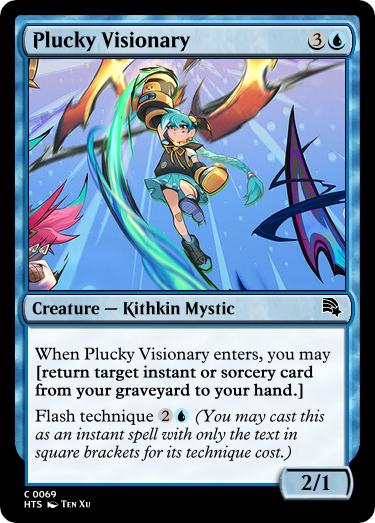 Plucky Visionary 3
Creature — Kithkin Mystic
When Plucky Visionary enters, you may
[return target instant or sorcery card
from your graveyard to your hand.]
Flash technique 2 (You may cast this
as an instant spell with only the text in
square brackets for its technique cost.)
2/1
C 0069
HTS Ten Xu